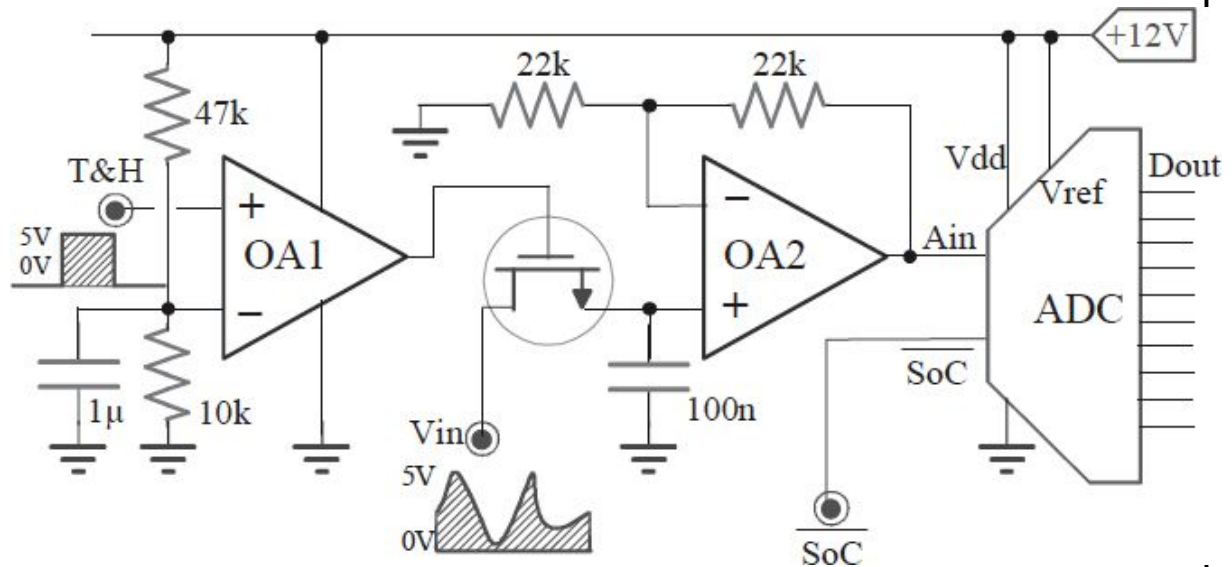 +12V
22k
22k
47k
T&H
Vdd
Dout
Vref
+
OA1
−
5V
0V
−
OA2
+
Ain
ADC
SoC
1μ
10k
100n
Vin
5V
0V
SoC